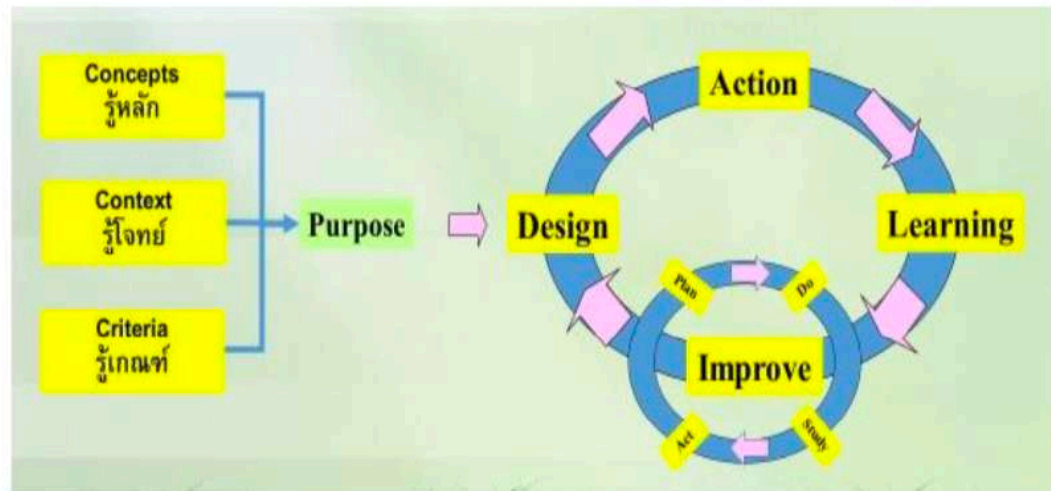 Concepts
รู้หลัก
Context
รู้โจทย์
Criteria
รู้เกณฑ์
Purpose
Design
Action
Learning
Improve
Plan
Do
Study
Act